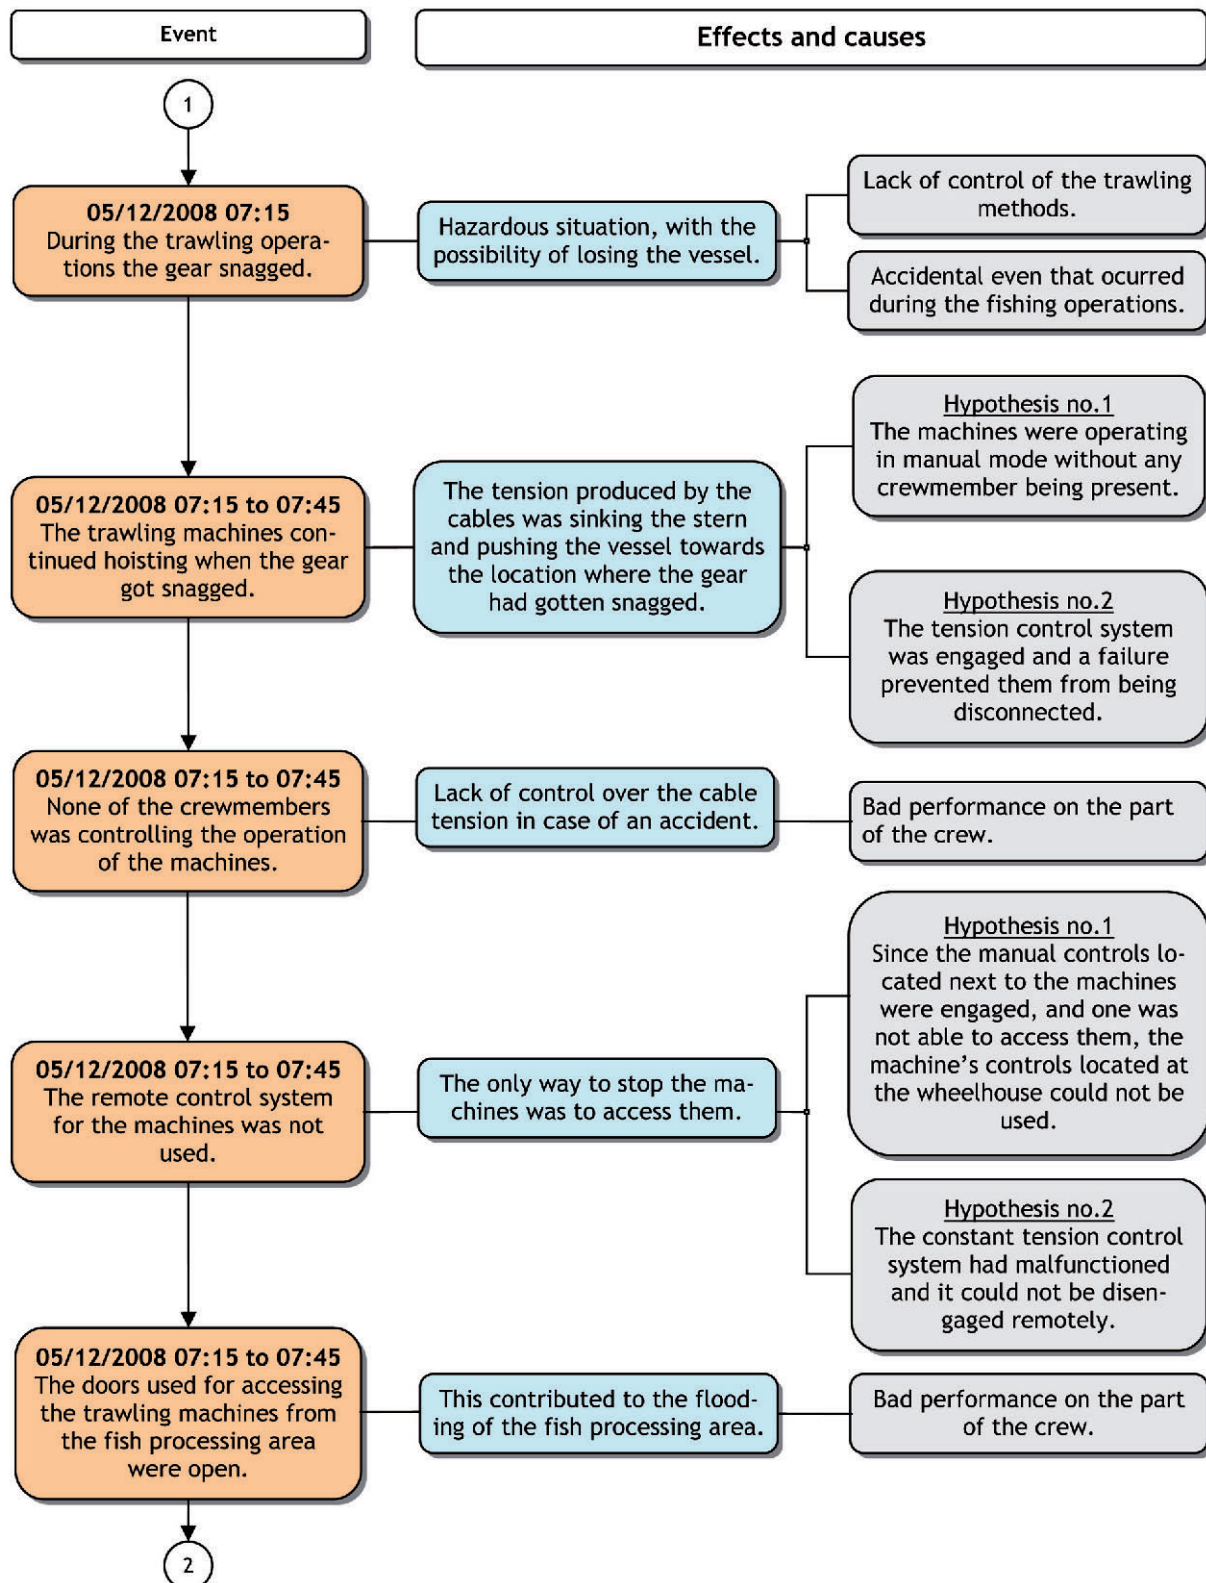 Event
Effects and causes
1
05/12/2008 07:15
During the trawling opera-
tions the gear snagged.
Hazardous situation, with the
possibility of losing the vessel.
Lack of control of the trawling
methods.
Accidental even that ocurred
during the fishing operations.
05/12/2008 07:15 to 07:45
The trawling machines con-
tinued hoisting when the gear
got snagged.
The tension produced by the
cables was sinking the stern
and pushing the vessel towards
the location where the gear
had gotten snagged.
Hypothesis no.1
The machines were operating
in manual mode without any
crewmember being present.
Hypothesis no.2
The tension control system
was engaged and a failure
prevented them from being
disconnected.
05/12/2008 07:15 to 07:45
None of the crewmembers
was controlling the operation
of the machines.
Lack of control over the cable
tension in case of an accident.
Bad performance on the part
of the crew.
05/12/2008 07:15 to 07:45
The remote control system
for the machines was not
used.
The only way to stop the ma-
chines was to access them.
Hypothesis no.1
Since the manual controls lo-
cated next to the machines
were engaged, and one was
not able to access them, the
machine's controls located at
the wheelhouse could not be
used.
Hypothesis no.2
The constant tension control
system had malfunctioned
and it could not be disen-
gaged remotely.
05/12/2008 07:15 to 07:45
The doors used for accessing
the trawling machines from
the fish processing area
were open.
This contributed to the flood-
ing of the fish processing area.
Bad performance on the part
of the crew.
2